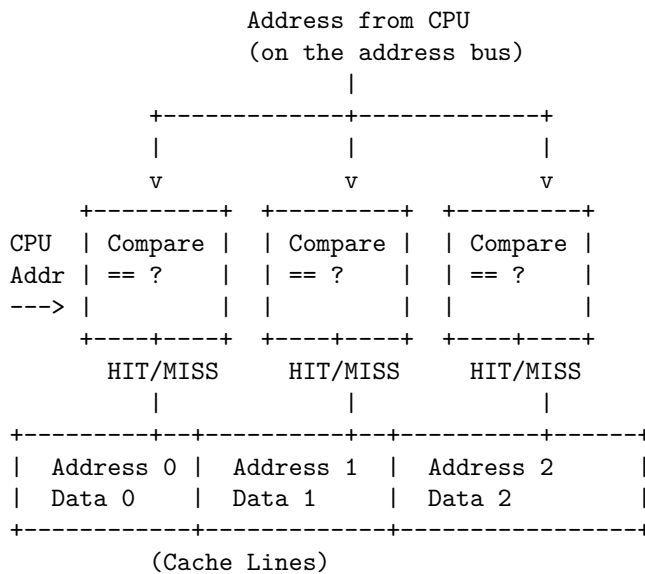 Address from CPU
(on the address bus)
|
+-------------+-------------+
| | |
v v v
+---------+ +---------+ +---------+
CPU | Compare | | Compare | | Compare |
Addr | == ? | | == ? | | == ? |
---> | | | | | |
+----+----+ +----+----+ +----+----+
HIT/MISS HIT/MISS HIT/MISS
| | |
+---------+--+----------+--+----------+------+
| Address 0 | Address 1 | Address 2 |
| Data 0 | Data 1 | Data 2 |
+------------+-------------+-----------------+
(Cache Lines)